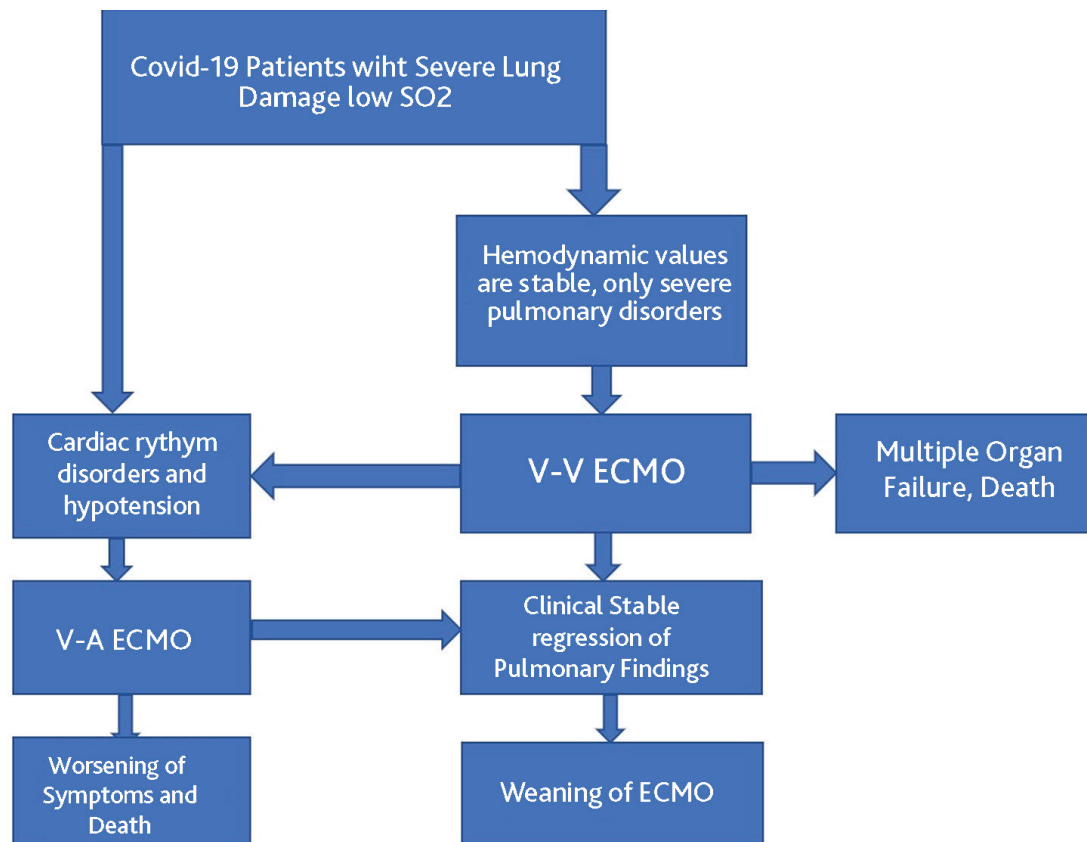 Covid-19 Patients wiht Severe Lung
Damage low SO2
Hemodynamic values
are stable, only severe
pulmonary disorders
Cardiac rythym
disorders and
hypotension
V-V ECMO
Multiple Organ
Failure, Death
V-A ECMO
Clinical Stable
regression of
Pulmonary Findings
Worsening of
Symptoms and
Death
Weaning of ECMO